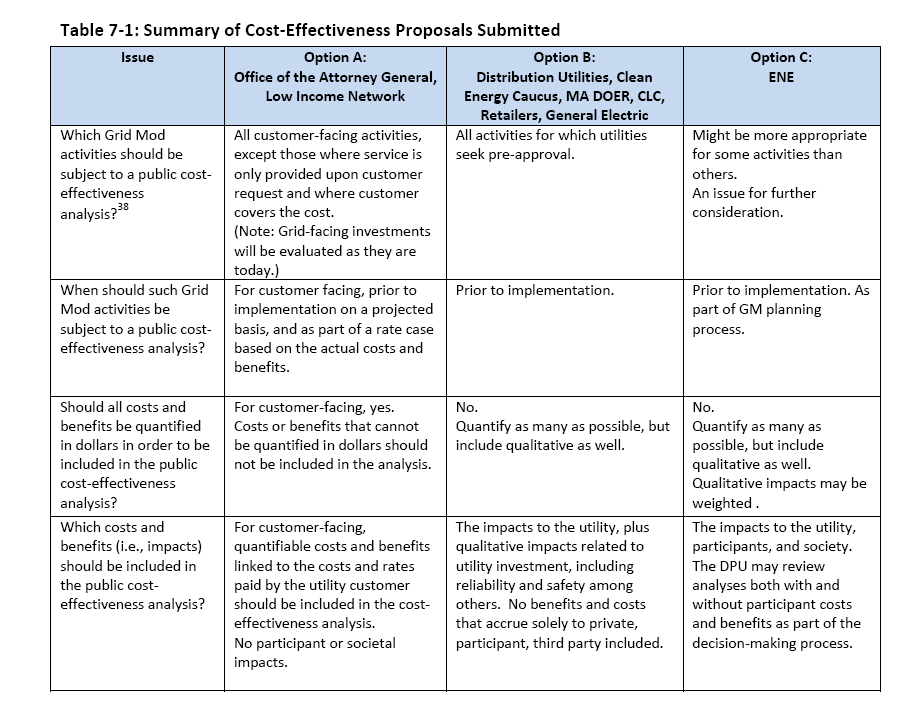 Table 7-1: Summary of Cost-Effectiveness Proposals Submitted
Issue
Option A:
Office of the Attorney General,
Low Income Network
Option B:
Distribution Utilities, Clean
Energy Caucus, MA DOER, CLC,
Retailers, General Electric
Option C:
ENE
Which Grid Mod
activities should be
subject to a public cost-
effectiveness
analysis?38
All customer-facing activities,
except those where service is
only provided upon customer
request and where customer
covers the cost.
(Note: Grid-facing investments
will be evaluated as they are
today.)
All activities for which utilities
seek pre-approval.
Might be more appropriate
for some activities than
others.
An issue for further
consideration.
When should such Grid
Mod activities be
subject to a public cost-
effectiveness analysis?
For customer facing, prior to
implementation on a projected
basis, and as part of a rate case
based on the actual costs and
benefits.
Prior to implementation.
Prior to implementation. As
part of GM planning
process.
Should all costs and
benefits be quantified
in dollars in order to be
included in the public
cost-effectiveness
analysis?
For customer-facing, yes.
Costs or benefits that cannot
be quantified in dollars should
not be included in the analysis.
No.
Quantify as many as possible, but
include qualitative as well.
No.
Quantify as many as
possible, but include
qualitative as well.
Qualitative impacts may be
weighted .
Which costs and
benefits (i.e., impacts)
should be included in
the public cost-
effectiveness analysis?
For customer-facing,
quantifiable costs and benefits
linked to the costs and rates
paid by the utility customer
should be included in the cost-
effectiveness analysis.
No participant or societal
impacts.
The impacts to the utility, plus
qualitative impacts related to
utility investment, including
reliability and safety among
others.  No benefits and costs
that accrue solely to private,
participant, third party included.
The impacts to the utility,
participants, and society.
The DPU may review
analyses both with and
without participant costs
and benefits as part of the
decision-making process.